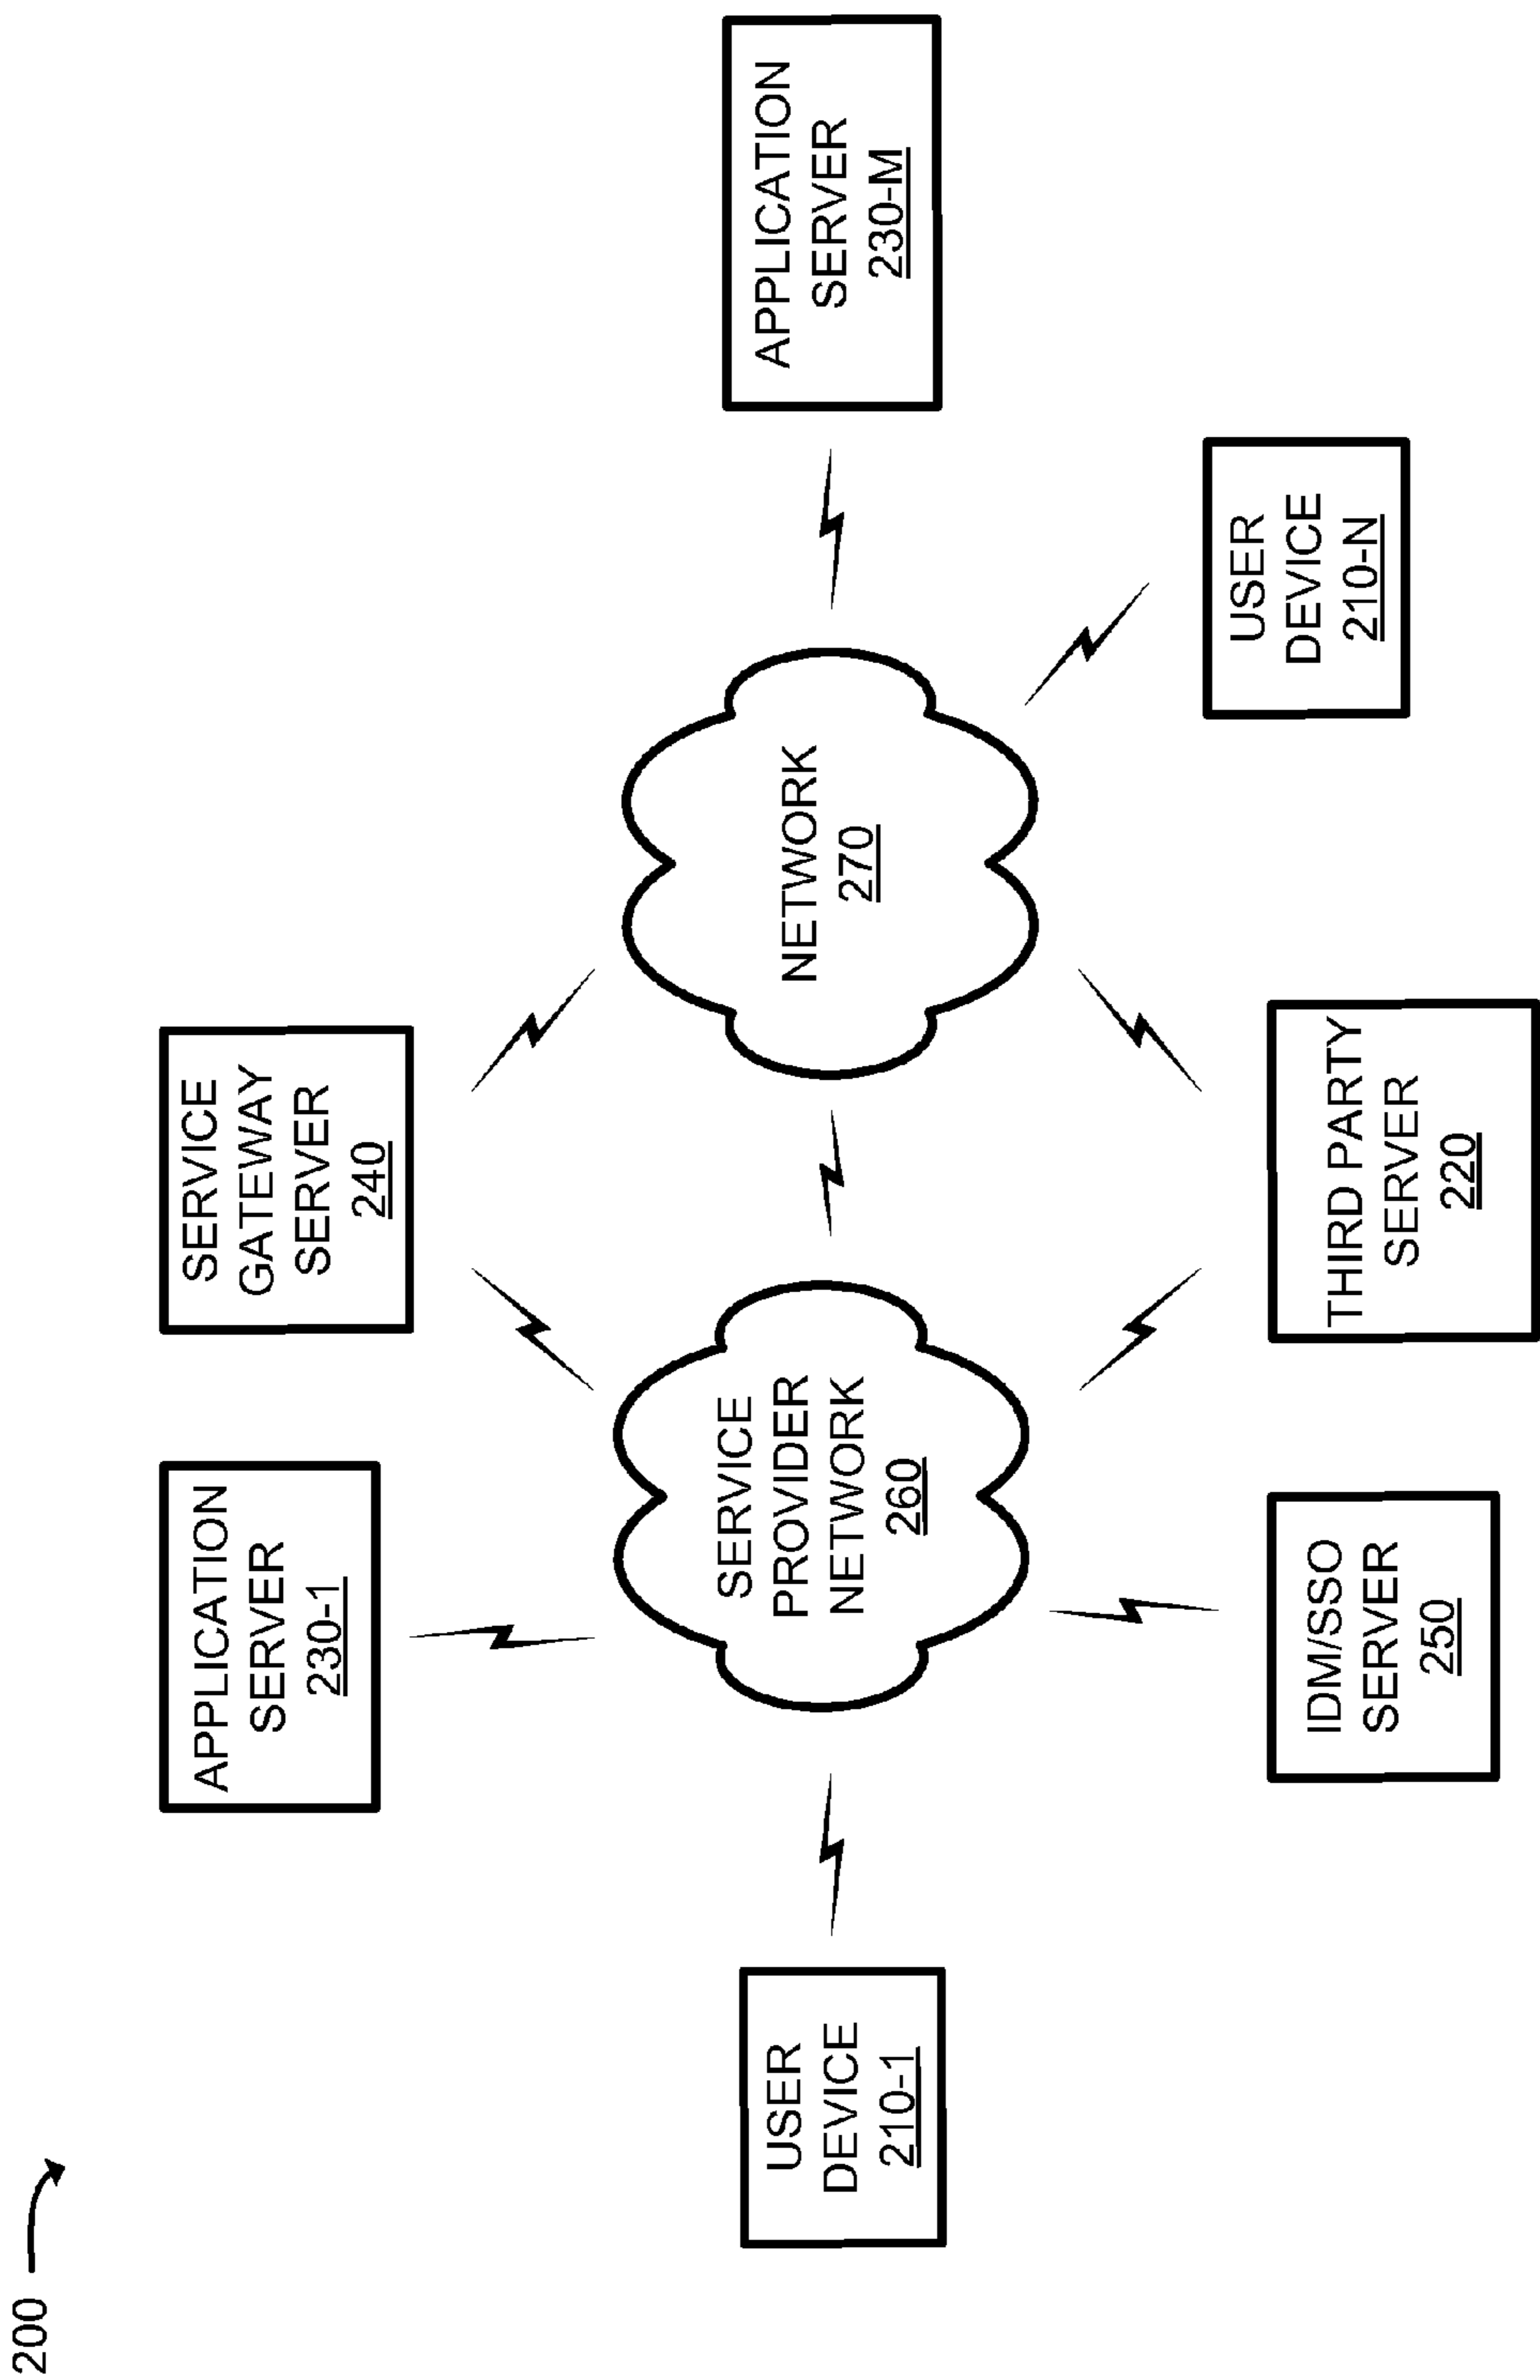 200
APPLICATION
SERVER
230-1
SERVICE
GATEWAY
SERVER
240
USER
DEVICE
210-1
SERVICE
PROVIDER
NETWORK
260
NETWORK
270
APPLICATION
SERVER
230-M
IDM/SSO
SERVER
250
THIRD PARTY
SERVER
220
USER
DEVICE
210-N